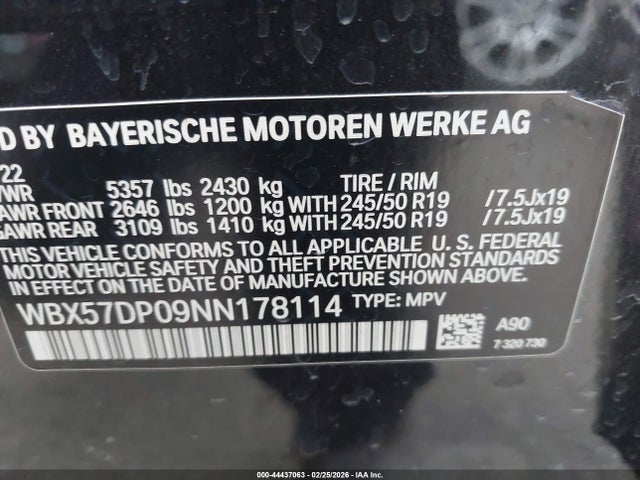 D BY BAYERISCHE MOTOREN WERKE AG
22
VWR 5357 lbs 2430 kg TIRE / RIM
AWR FRONT 2646 lbs 1200 kg WITH 245/50 R19 /7.5Jx19
GAWR REAR 3109 lbs 1410 kg WITH 245/50 R19 /7.5Jx19
THIS VEHICLE CONFORMS TO ALL APPLICABLE U. S. FEDERAL
MOTOR VEHICLE SAFETY, BUMPER, AND THEFT PREVENTION STANDARDS
IN EFFECT ON THE DATE OF MANUFACTURE SHOWN ABOVE.
WBX57DP09NN178114 TYPE: MPV
A90
7 320 730
000-44437063 - 02/25/2026 - IAA Inc.